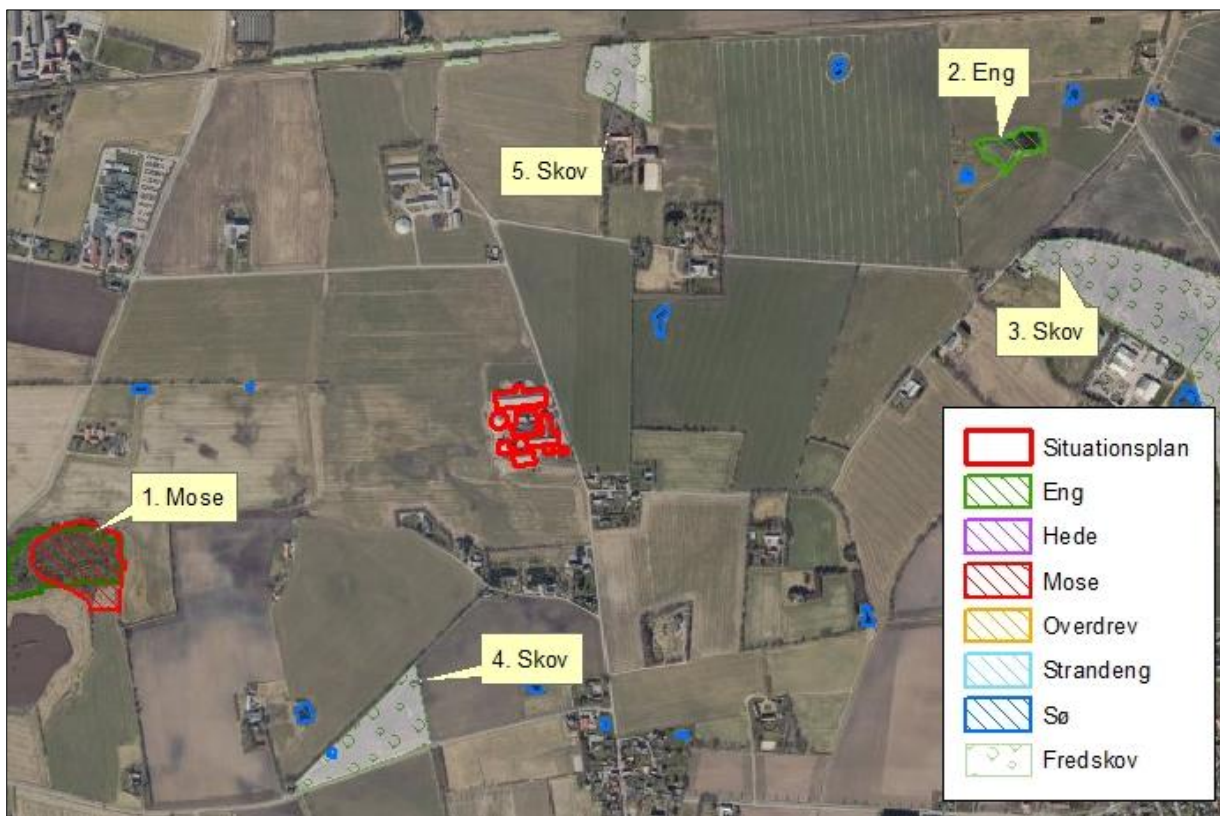 2. Eng
5. Skov
3. Skov
1. Mose
4. Skov
Situationsplan
Eng
Hede
Mose
Overdrev
Strandeng
Sø
Fredskov